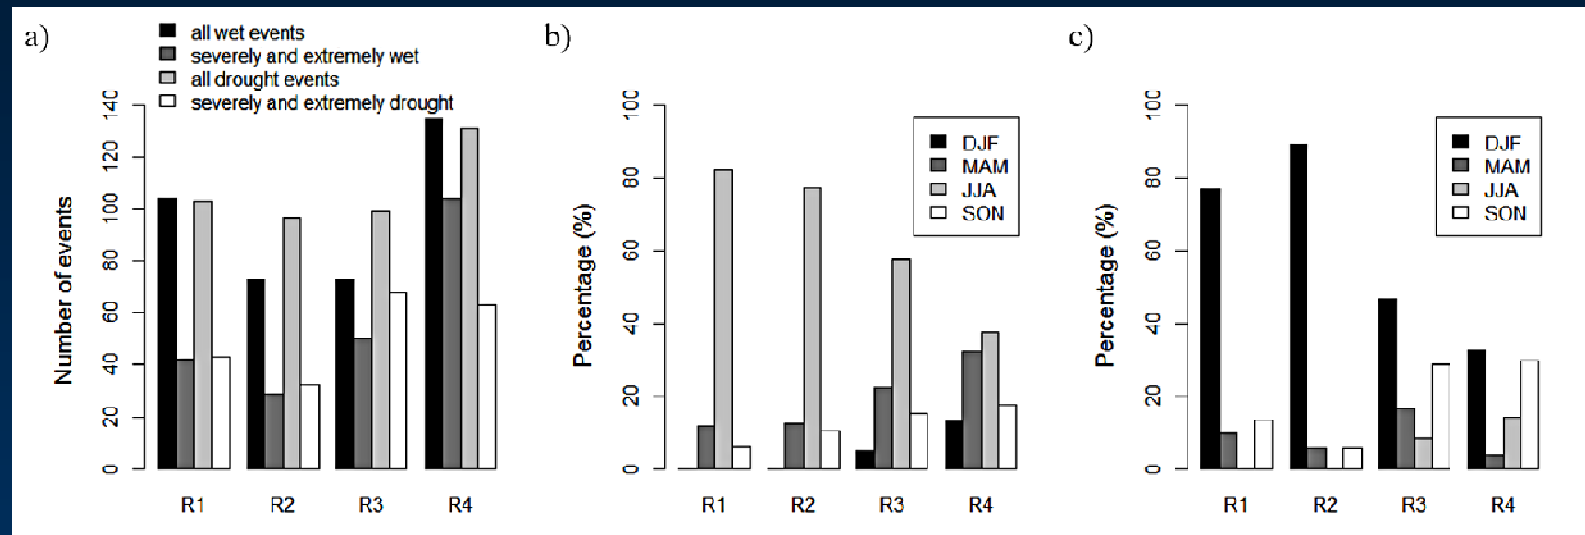 a)
all wet events
severely and extremely wet
all drought events
severely and extremely drought
Number of events
0 20 40 60 80 100 120 140
R1 R2 R3 R4
b)
DJF
MAM
JJA
SON
Percentage (%)
0 20 40 60 80 100
R1 R2 R3 R4
c)
DJF
MAM
JJA
SON
Percentage (%)
0 20 40 60 80 100
R1 R2 R3 R4